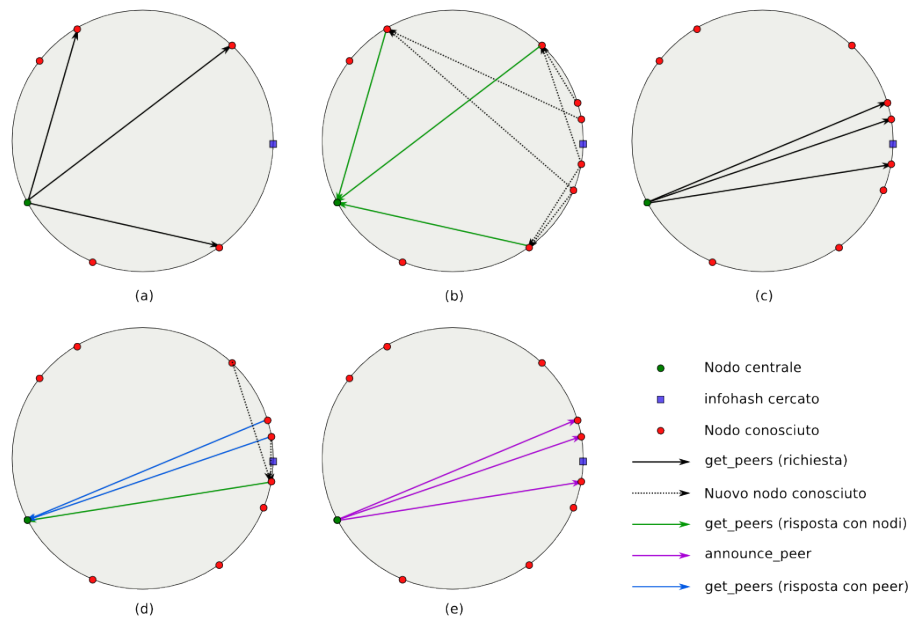 (a)
(b)
(c)
(d)
(e)
Nodo centrale
infohash cercato
Nodo conosciuto
get_peers (richiesta)
Nuovo nodo conosciuto
get_peers (risposta con nodi)
announce_peer
get_peers (risposta con peer)